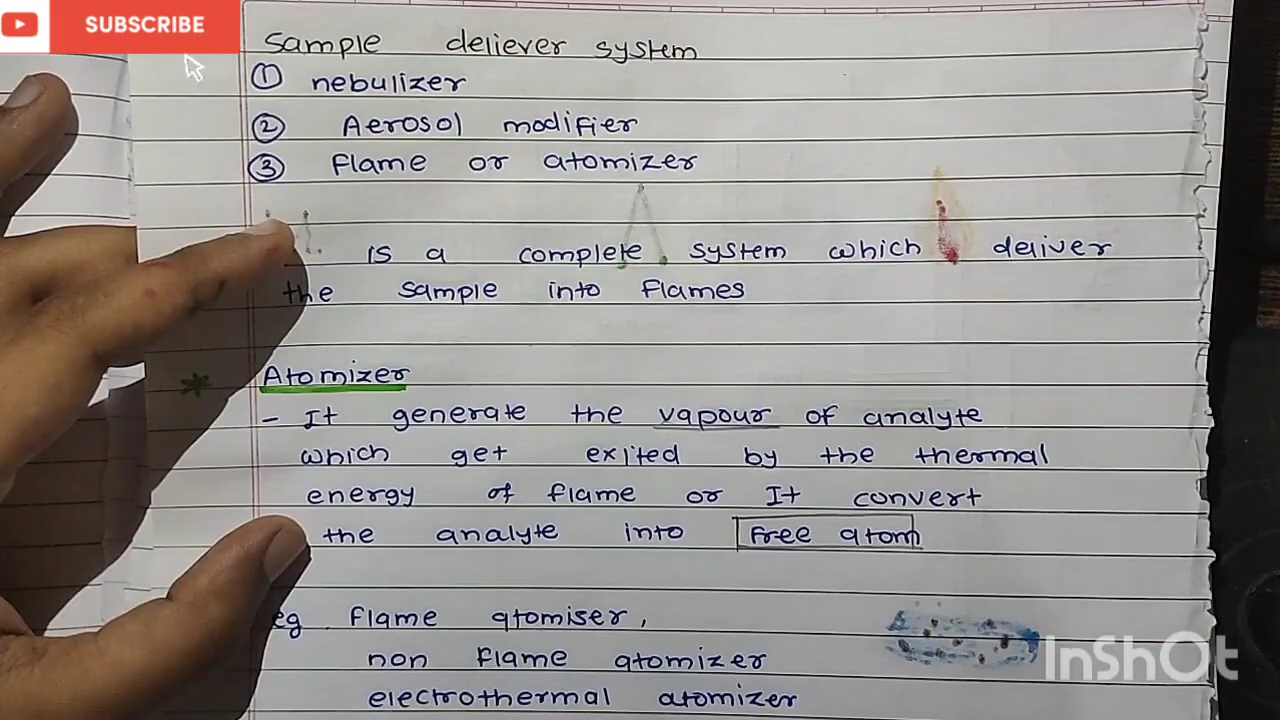 SUBSCRIBE
sample deliever system
① nebulizer
② Aerosol modifier
③ flame or atomizer
is a complete system which deliver
the sample into flames
Atomizer
- It generate the vapour of analyte
which get exited by the thermal
energy of flame or It convert
the analyte into free atom
eg. flame atomiser,
non flame atomizer
electrothermal atomizer
InShOt